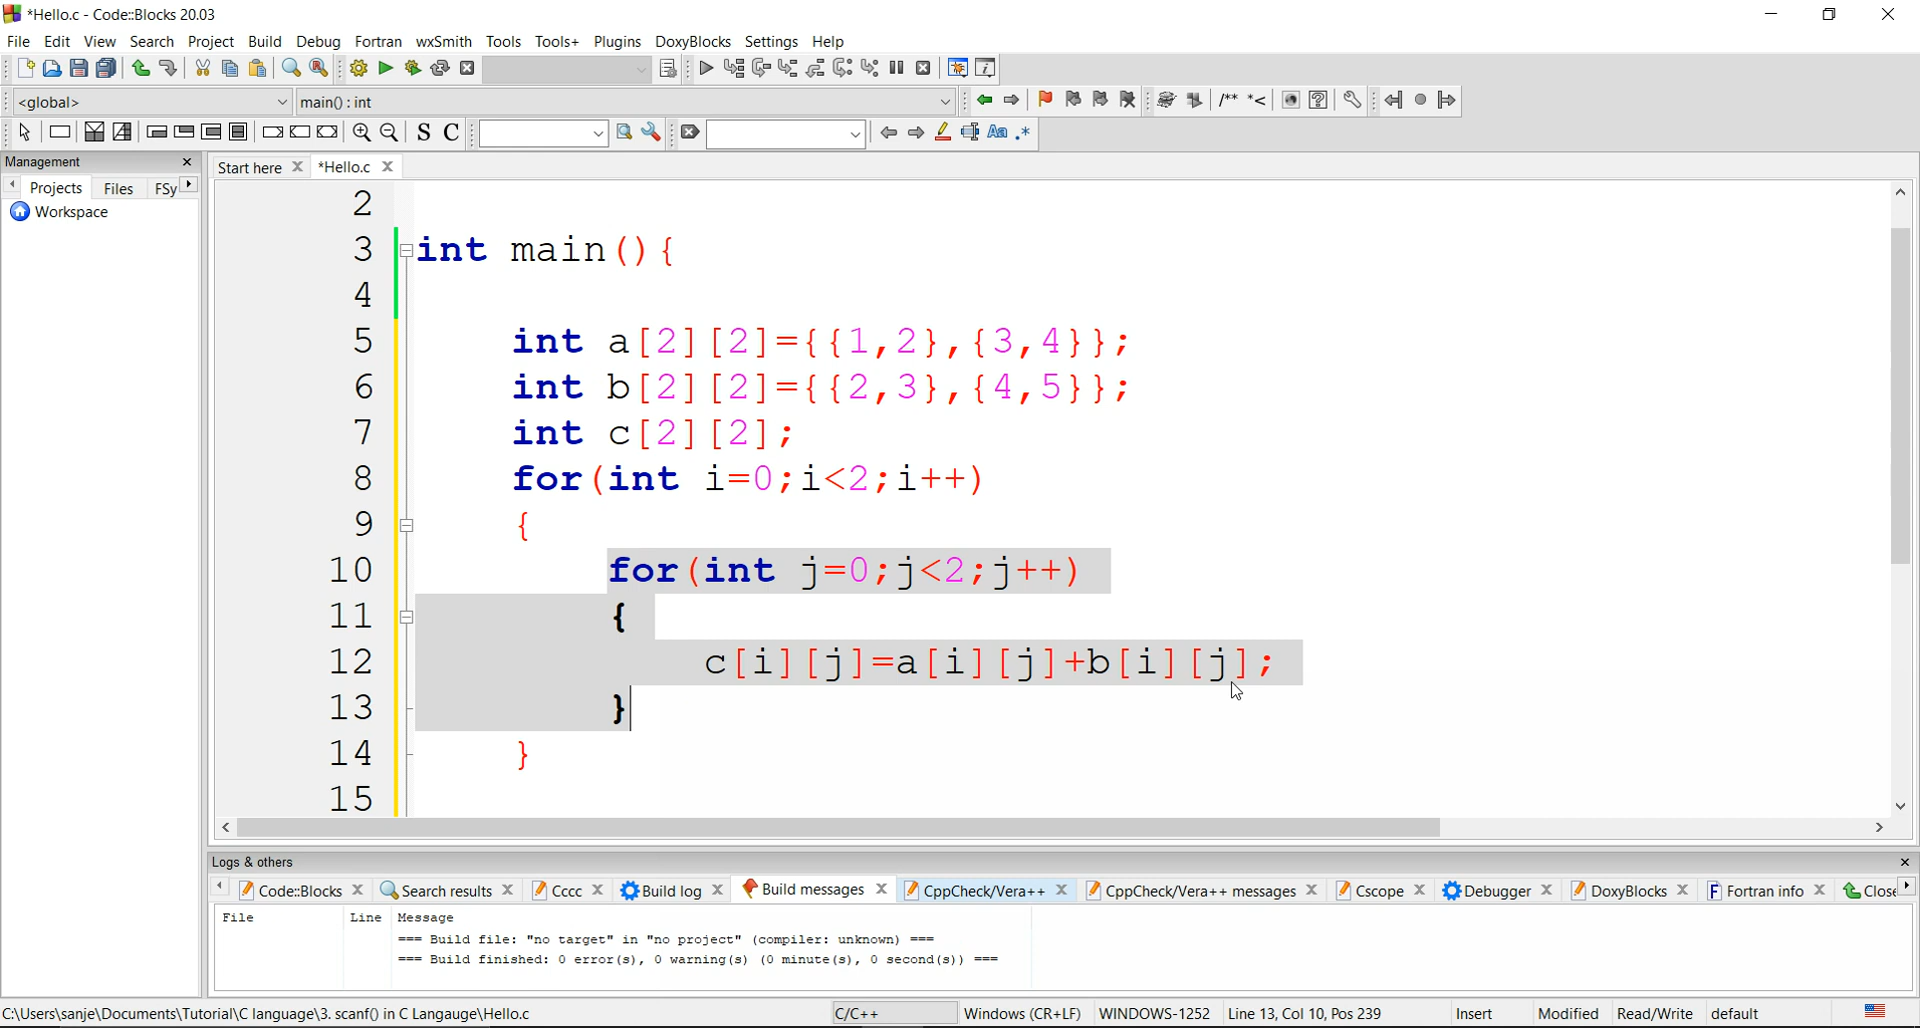 *Hello.c - Code::Blocks 20.03
File Edit View Search Project Build Debug Fortran wxSmith Tools Tools+ Plugins DoxyBlocks Settings Help
<global> main() : int
/** *<
S C Aa .*
Management
Start here *Hello.c
Projects Files FSy
Workspace
2
3 int main(){
4
5 int a[2][2]={{1,2},{3,4}};
6 int b[2][2]={{2,3},{4,5}};
7 int c[2][2];
8 for(int i=0;i<2;i++)
9 {
10 for(int j=0;j<2;j++)
11 {
12 c[i][j]=a[i][j]+b[i][j];
13 }
14 }
15
Logs & others
Code::Blocks Search results Cccc Build log Build messages CppCheck/Vera++ CppCheck/Vera++ messages Cscope Debugger DoxyBlocks Fortran info Close
File Line Message
=== Build file: "no target" in "no project" (compiler: unknown) ===
=== Build finished: 0 error(s), 0 warning(s) (0 minute(s), 0 second(s)) ===
C:\Users\sanje\Documents\Tutorial\C language\3. scanf() in C Langauge\Hello.c C/C++ Windows (CR+LF) WINDOWS-1252 Line 13, Col 10, Pos 239 Insert Modified Read/Write default